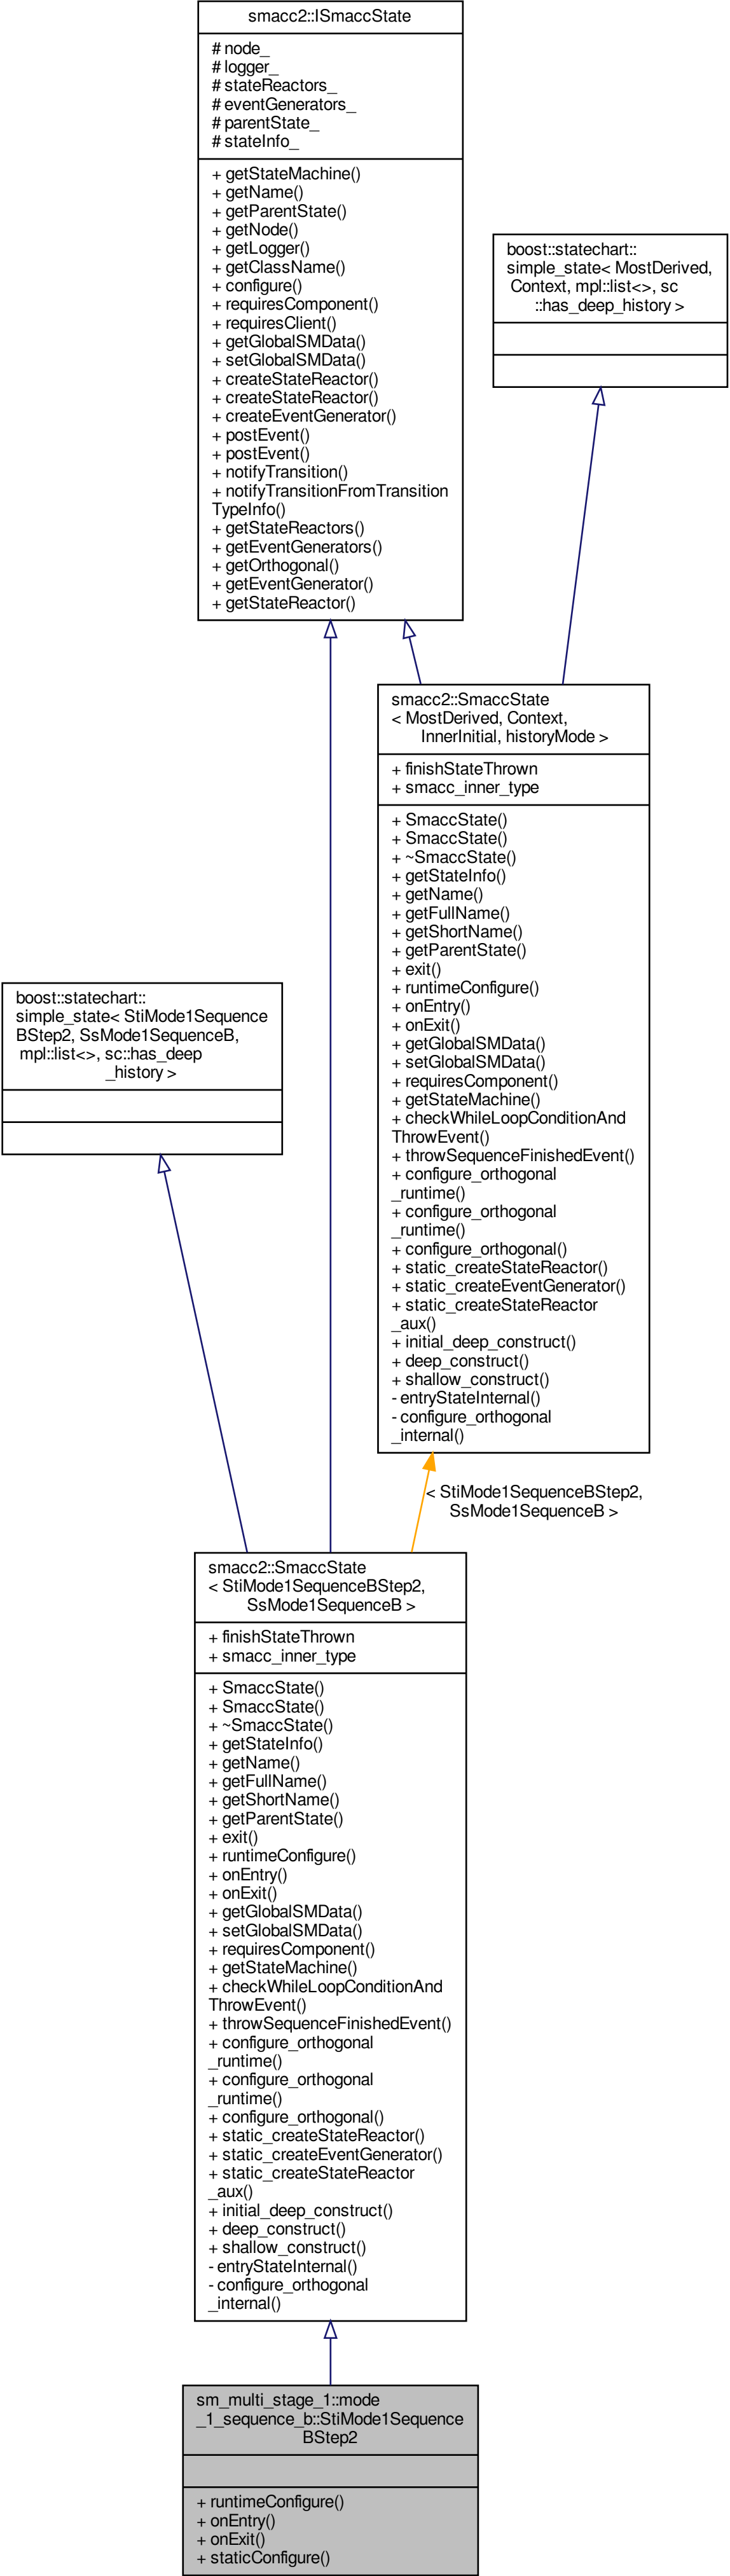 smacc2::ISmaccState
# node_
# logger_
# stateReactors_
# eventGenerators_
# parentState_
# stateInfo_
+ getStateMachine()
+ getName()
+ getParentState()
+ getNode()
+ getLogger()
+ getClassName()
+ configure()
+ requiresComponent()
+ requiresClient()
+ getGlobalSMData()
+ setGlobalSMData()
+ createStateReactor()
+ createStateReactor()
+ createEventGenerator()
+ postEvent()
+ postEvent()
+ notifyTransition()
+ notifyTransitionFromTransition
TypeInfo()
+ getStateReactors()
+ getEventGenerators()
+ getOrthogonal()
+ getEventGenerator()
+ getStateReactor()
boost::statechart::
simple_state< MostDerived,
Context, mpl::list<>, sc
::has_deep_history >
smacc2::SmaccState
< MostDerived, Context,
InnerInitial, historyMode >
+ finishStateThrown
+ smacc_inner_type
+ SmaccState()
+ SmaccState()
+ ~SmaccState()
+ getStateInfo()
+ getName()
+ getFullName()
+ getShortName()
+ getParentState()
+ exit()
+ runtimeConfigure()
+ onEntry()
+ onExit()
+ getGlobalSMData()
+ setGlobalSMData()
+ requiresComponent()
+ getStateMachine()
+ checkWhileLoopConditionAnd
ThrowEvent()
+ throwSequenceFinishedEvent()
+ configure_orthogonal
_runtime()
+ configure_orthogonal
_runtime()
+ configure_orthogonal()
+ static_createStateReactor()
+ static_createEventGenerator()
+ static_createStateReactor
_aux()
+ initial_deep_construct()
+ deep_construct()
+ shallow_construct()
- entryStateInternal()
- configure_orthogonal
_internal()
boost::statechart::
simple_state< StiMode1Sequence
BStep2, SsMode1SequenceB,
mpl::list<>, sc::has_deep
_history >
< StiMode1SequenceBStep2,
SsMode1SequenceB >
smacc2::SmaccState
< StiMode1SequenceBStep2,
SsMode1SequenceB >
+ finishStateThrown
+ smacc_inner_type
+ SmaccState()
+ SmaccState()
+ ~SmaccState()
+ getStateInfo()
+ getName()
+ getFullName()
+ getShortName()
+ getParentState()
+ exit()
+ runtimeConfigure()
+ onEntry()
+ onExit()
+ getGlobalSMData()
+ setGlobalSMData()
+ requiresComponent()
+ getStateMachine()
+ checkWhileLoopConditionAnd
ThrowEvent()
+ throwSequenceFinishedEvent()
+ configure_orthogonal
_runtime()
+ configure_orthogonal
_runtime()
+ configure_orthogonal()
+ static_createStateReactor()
+ static_createEventGenerator()
+ static_createStateReactor
_aux()
+ initial_deep_construct()
+ deep_construct()
+ shallow_construct()
- entryStateInternal()
- configure_orthogonal
_internal()
sm_multi_stage_1::mode
_1_sequence_b::StiMode1Sequence
BStep2
+ runtimeConfigure()
+ onEntry()
+ onExit()
+ staticConfigure()